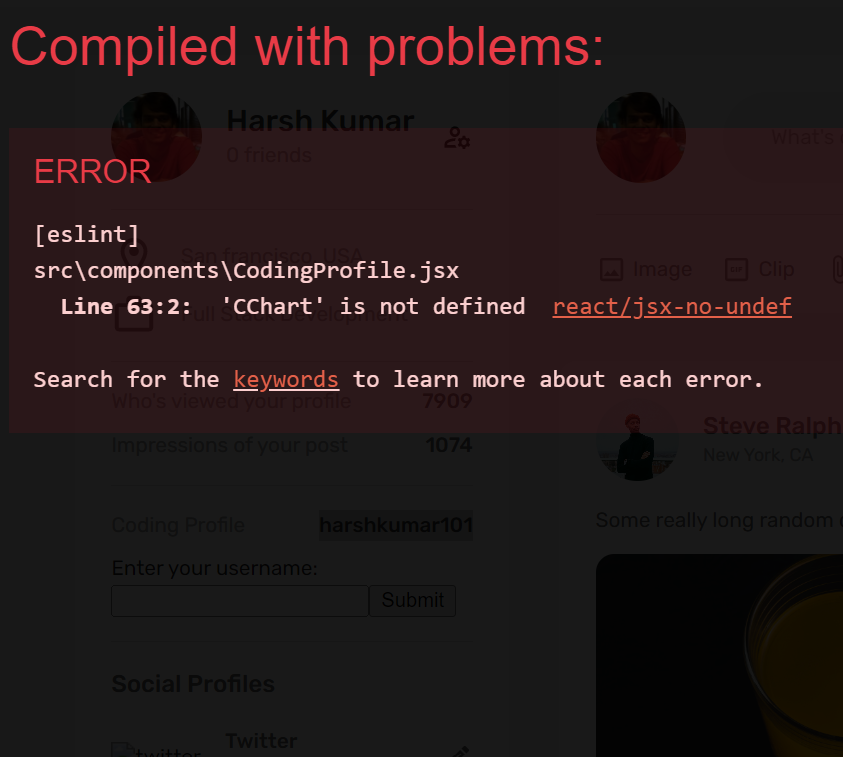 Compiled with problems:
Harsh Kumar
0 friends
What's
ERROR
[eslint]
San francisco, USA
src\components\CodingProfile.jsx
Image
Clip
Line 63:2: 'CChart' is not defined react/jsx-no-undef
Full Stack Development
Search for the keywords to learn more about each error.
Who's viewed your profile 7909
Impressions of your post 1074
Steve Ralph
New York, CA
Coding Profile harshkumar101
Some really long random
Enter your username:
Submit
Social Profiles
Twitter
twitter